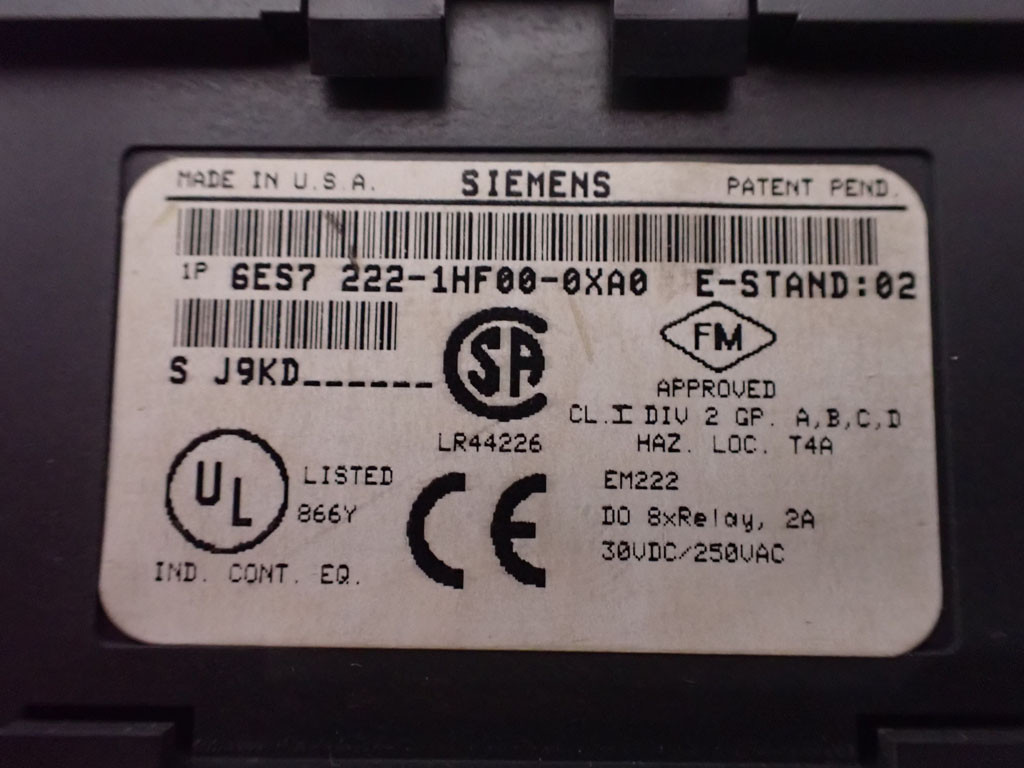 MADE IN U.S.A. SIEMENS PATENT PEND.
1P 6ES7 222-1HF00-0XA0 E-STAND:02
S J9KD______
SA
FM
APPROVED
CL.I DIV 2 GP. A,B,C,D
HAZ. LOC. T4A
LR44226
UL
LISTED
866Y
IND. CONT. EQ.
CE
EM222
DO 8xRelay, 2A
30VDC/250VAC